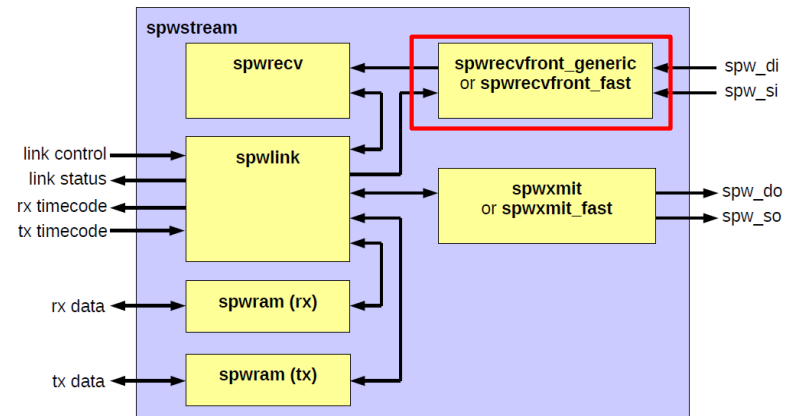 spwstream
spwrecv
spwrecvfront_generic
or spwrecvfront_fast
spw_di
spw_si
link control
link status
rx timecode
tx timecode
spwlink
spwxmit
or spwxmit_fast
spw_do
spw_so
rx data
spwram (rx)
tx data
spwram (tx)